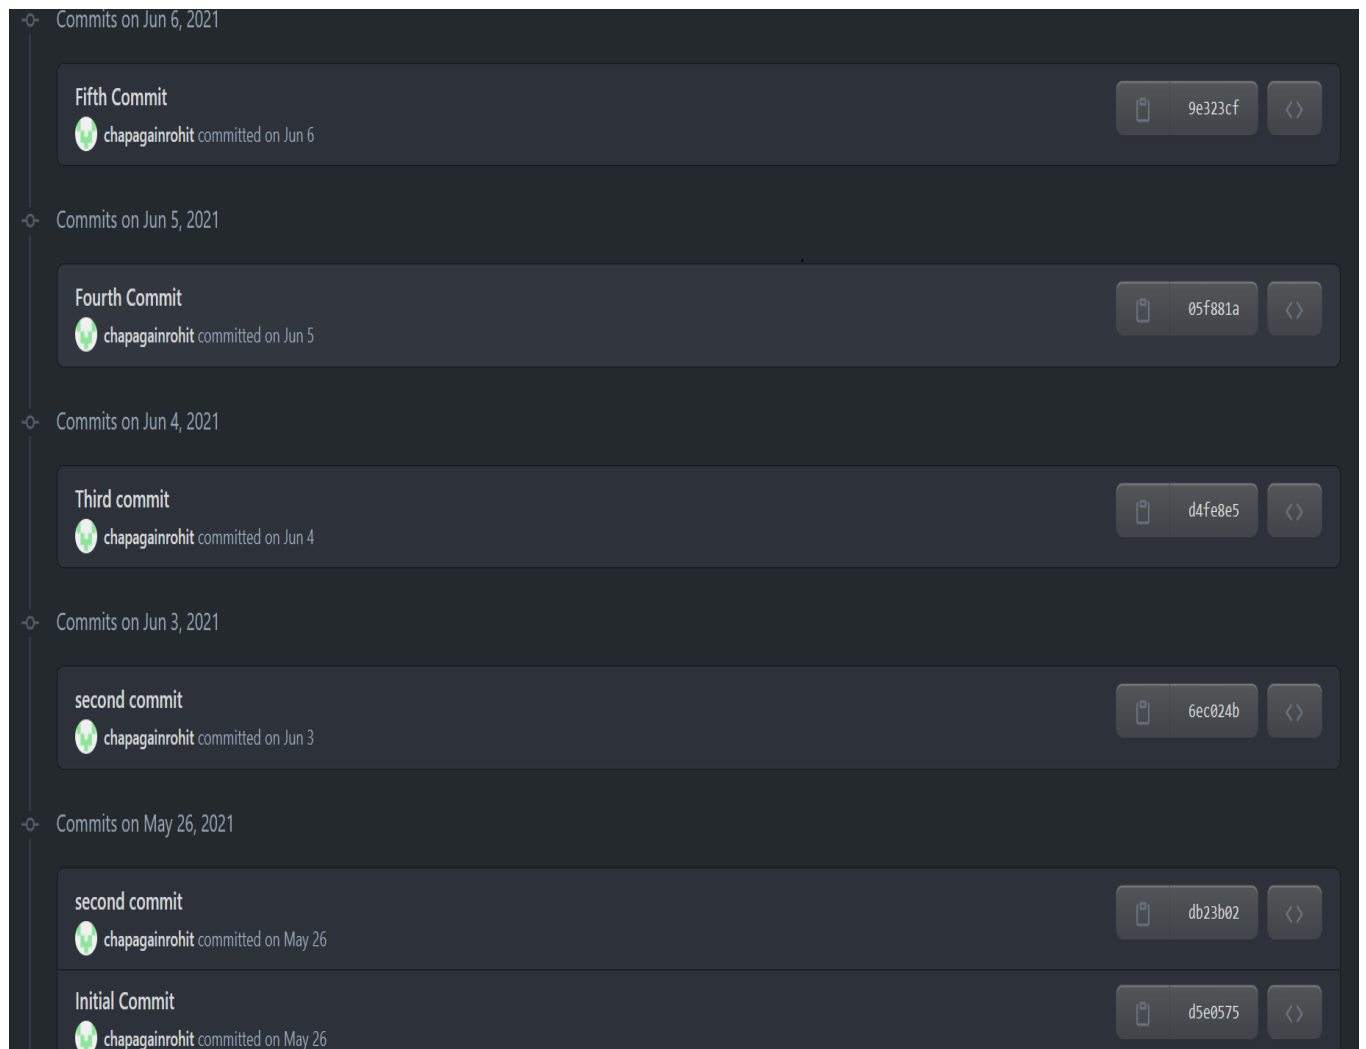 Commits on Jun 6, 2021
Fifth Commit
9e323cf
chapagainrohit committed on Jun 6
Commits on Jun 5, 2021
Fourth Commit
05f881a
chapagainrohit committed on Jun 5
Commits on Jun 4, 2021
Third commit
d4fe8e5
chapagainrohit committed on Jun 4
Commits on Jun 3, 2021
second commit
6ec024b
chapagainrohit committed on Jun 3
Commits on May 26, 2021
second commit
db23b02
chapagainrohit committed on May 26
Initial Commit
d5e0575
chapagainrohit committed on May 26